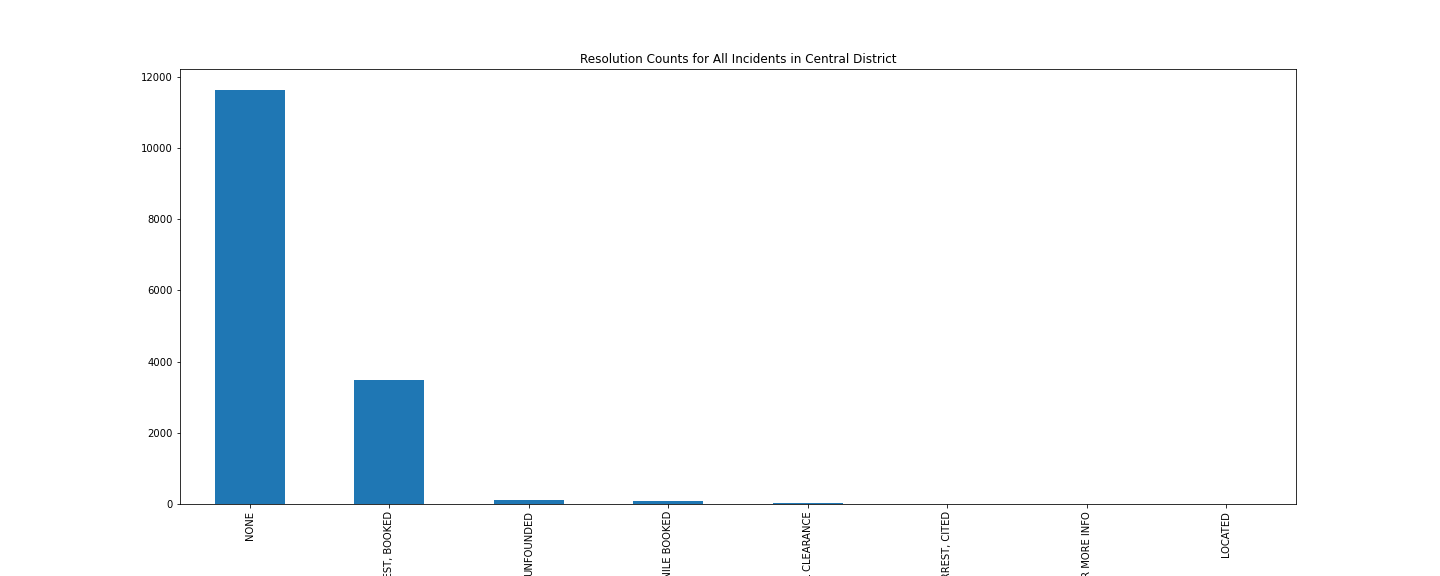 Resolution Counts for All Incidents in Central District
12000
10000
8000
6000
4000
2000
0
NONE
EST, BOOKED
UNFOUNDED
NILE BOOKED
CLEARANCE
RREST, CITED
R MORE INFO
LOCATED